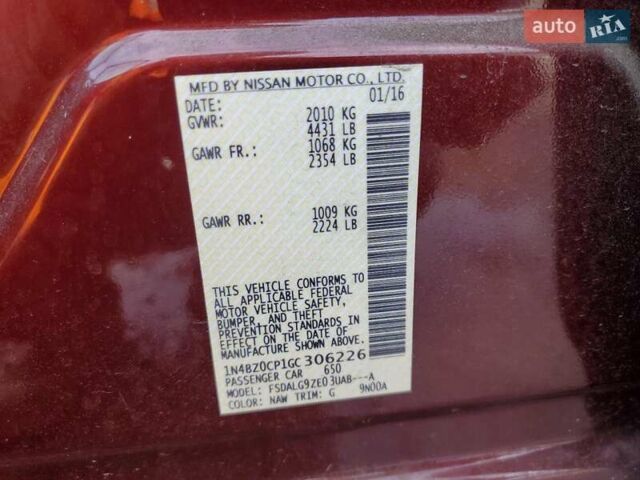 auto RIA.com
MFD BY NISSAN MOTOR CO., LTD.
DATE: 01/16
GVWR: 2010 KG
4431 LB
GAWR FR.: 1068 KG
2354 LB
GAWR RR.: 1009 KG
2224 LB
THIS VEHICLE CONFORMS TO
ALL APPLICABLE FEDERAL
MOTOR VEHICLE SAFETY,
BUMPER, AND THEFT
PREVENTION STANDARDS IN
EFFECT ON THE DATE OF
MANUFACTURE SHOWN ABOVE.
1N4BZ0CP1GC306226
PASSENGER CAR 650
MODEL: FSDALG9ZE03UAB---A
COLOR: NAW TRIM: G 9N00A